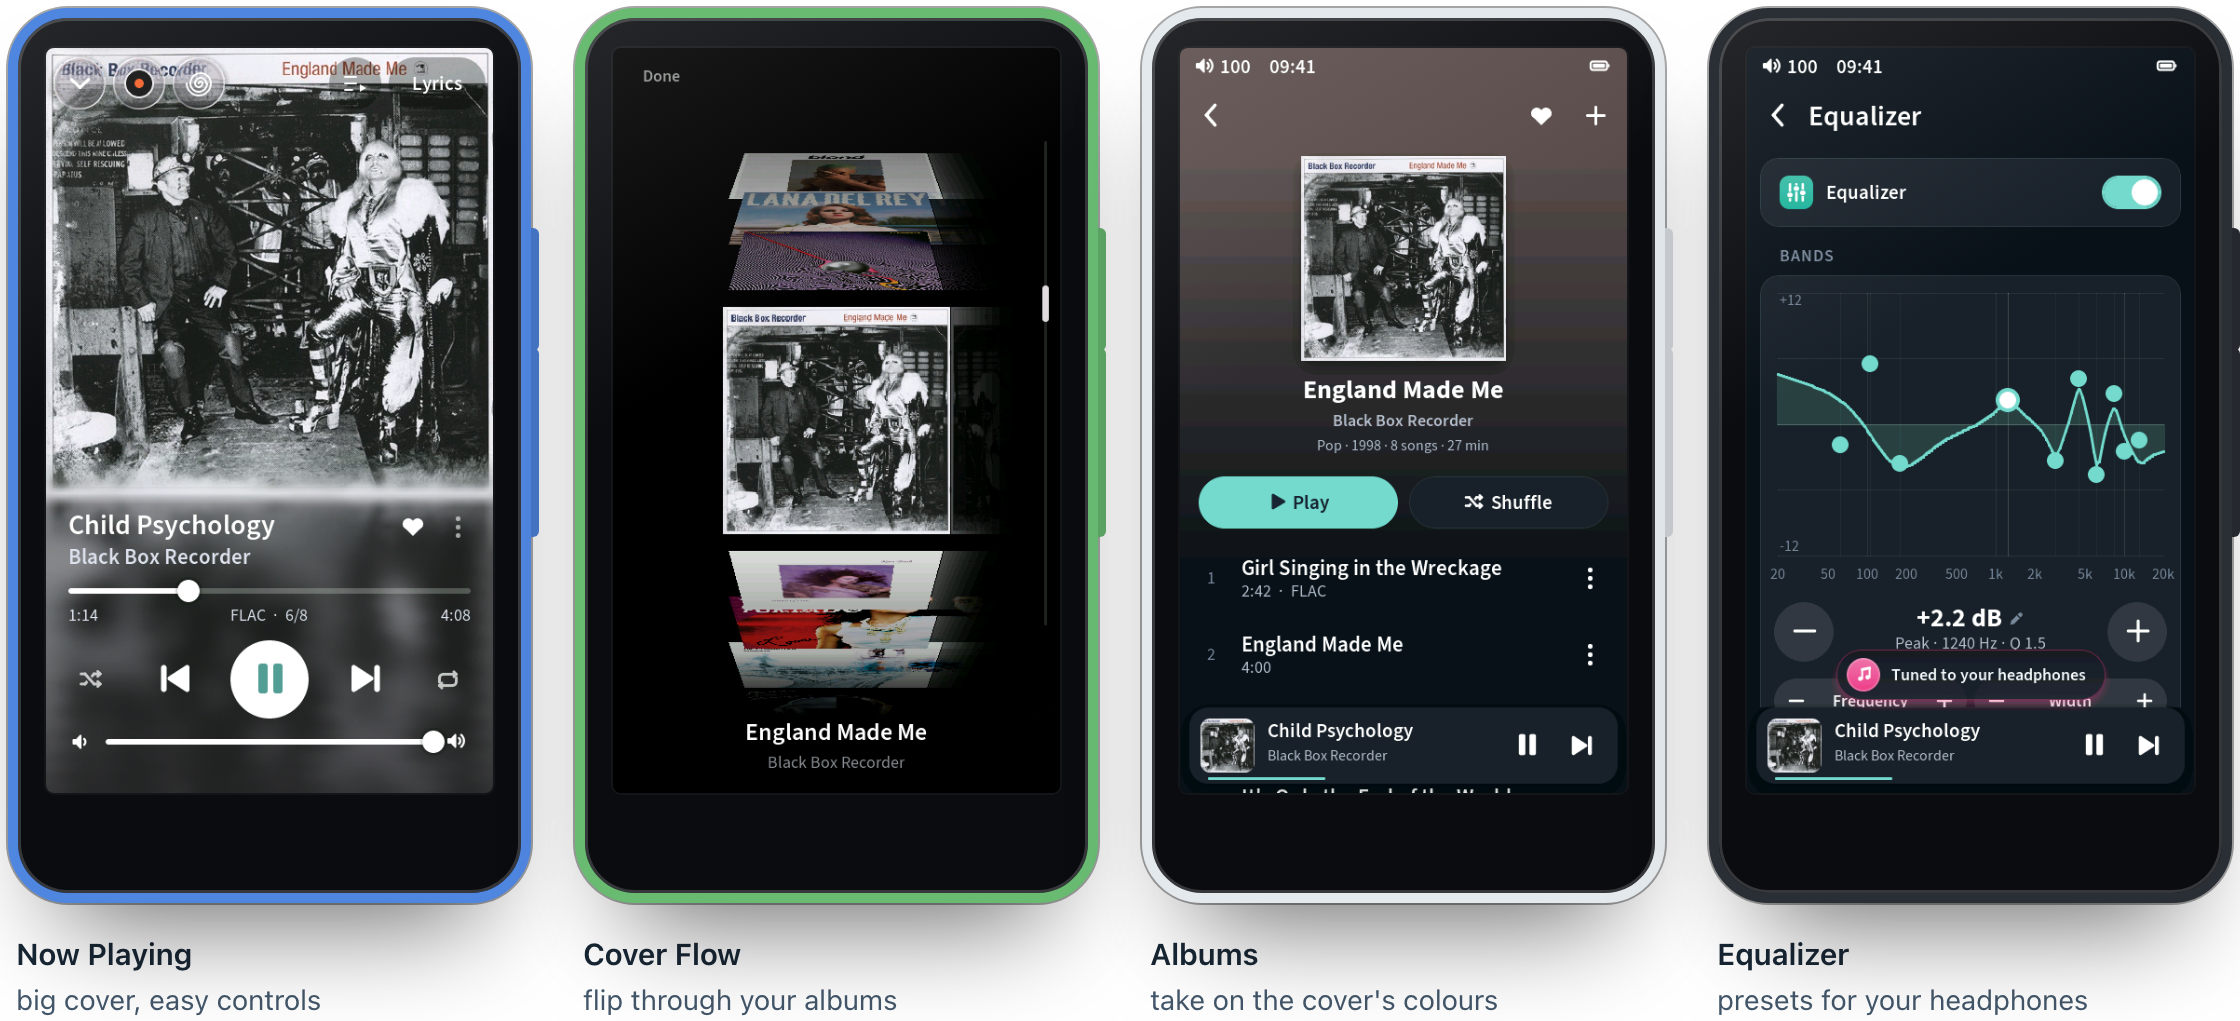 Black Box Recorder England Made Me
Lyrics
SELF RESCUING
Child Psychology
Black Box Recorder
1:14 FLAC · 6/8 4:08
Now Playing
big cover, easy controls
Done
blond
LANA DEL REY
Black Box Recorder England Made Me
England Made Me
Black Box Recorder
Cover Flow
flip through your albums
100 09:41
Black Box Recorder England Made Me
England Made Me
Black Box Recorder
Pop · 1998 · 8 songs · 27 min
Play Shuffle
1 Girl Singing in the Wreckage
2:42 · FLAC
2 England Made Me
4:00
Child Psychology
Black Box Recorder
Albums
take on the cover's colours
100 09:41
Equalizer
Equalizer
BANDS
+12
-12
20 50 100 200 500 1k 2k 5k 10k 20k
+2.2 dB
Peak · 1240 Hz · Q 1.5
Tuned to your headphones
Frequency Width
Child Psychology
Black Box Recorder
Equalizer
presets for your headphones